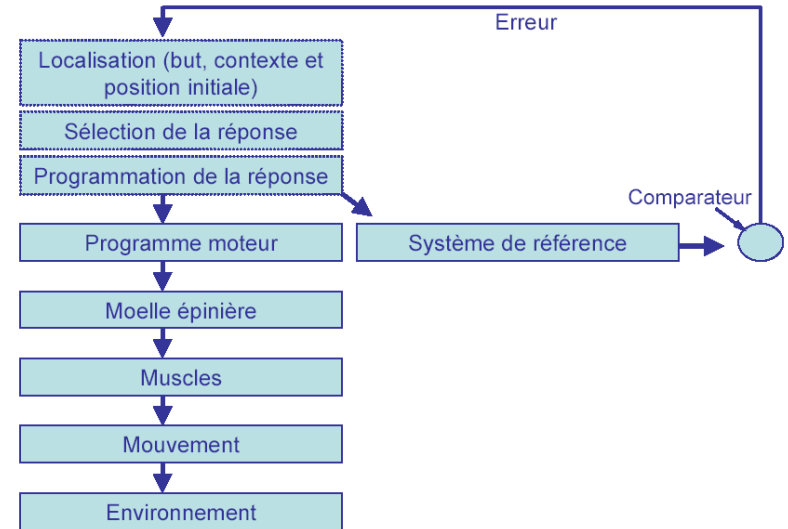 Erreur
Localisation (but, contexte et
position initiale)
Sélection de la réponse
Programmation de la réponse
Comparateur
Programme moteur
Système de référence
Moelle épinière
Muscles
Mouvement
Environnement